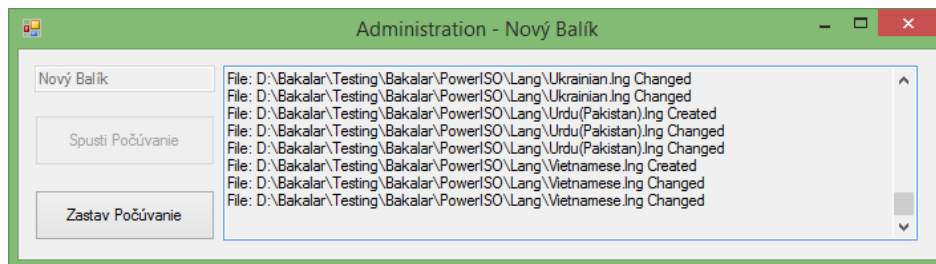 Administration - Nový Balík
Nový Balík
Spusti Počúvanie
Zastav Počúvanie
File: D:\Bakalar\Testing\Bakalar\PowerISO\Lang\Ukrainian.lng Changed
File: D:\Bakalar\Testing\Bakalar\PowerISO\Lang\Ukrainian.lng Changed
File: D:\Bakalar\Testing\Bakalar\PowerISO\Lang\Urdu(Pakistan).lng Created
File: D:\Bakalar\Testing\Bakalar\PowerISO\Lang\Urdu(Pakistan).lng Changed
File: D:\Bakalar\Testing\Bakalar\PowerISO\Lang\Urdu(Pakistan).lng Changed
File: D:\Bakalar\Testing\Bakalar\PowerISO\Lang\Vietnamese.lng Created
File: D:\Bakalar\Testing\Bakalar\PowerISO\Lang\Vietnamese.lng Changed
File: D:\Bakalar\Testing\Bakalar\PowerISO\Lang\Vietnamese.lng Changed